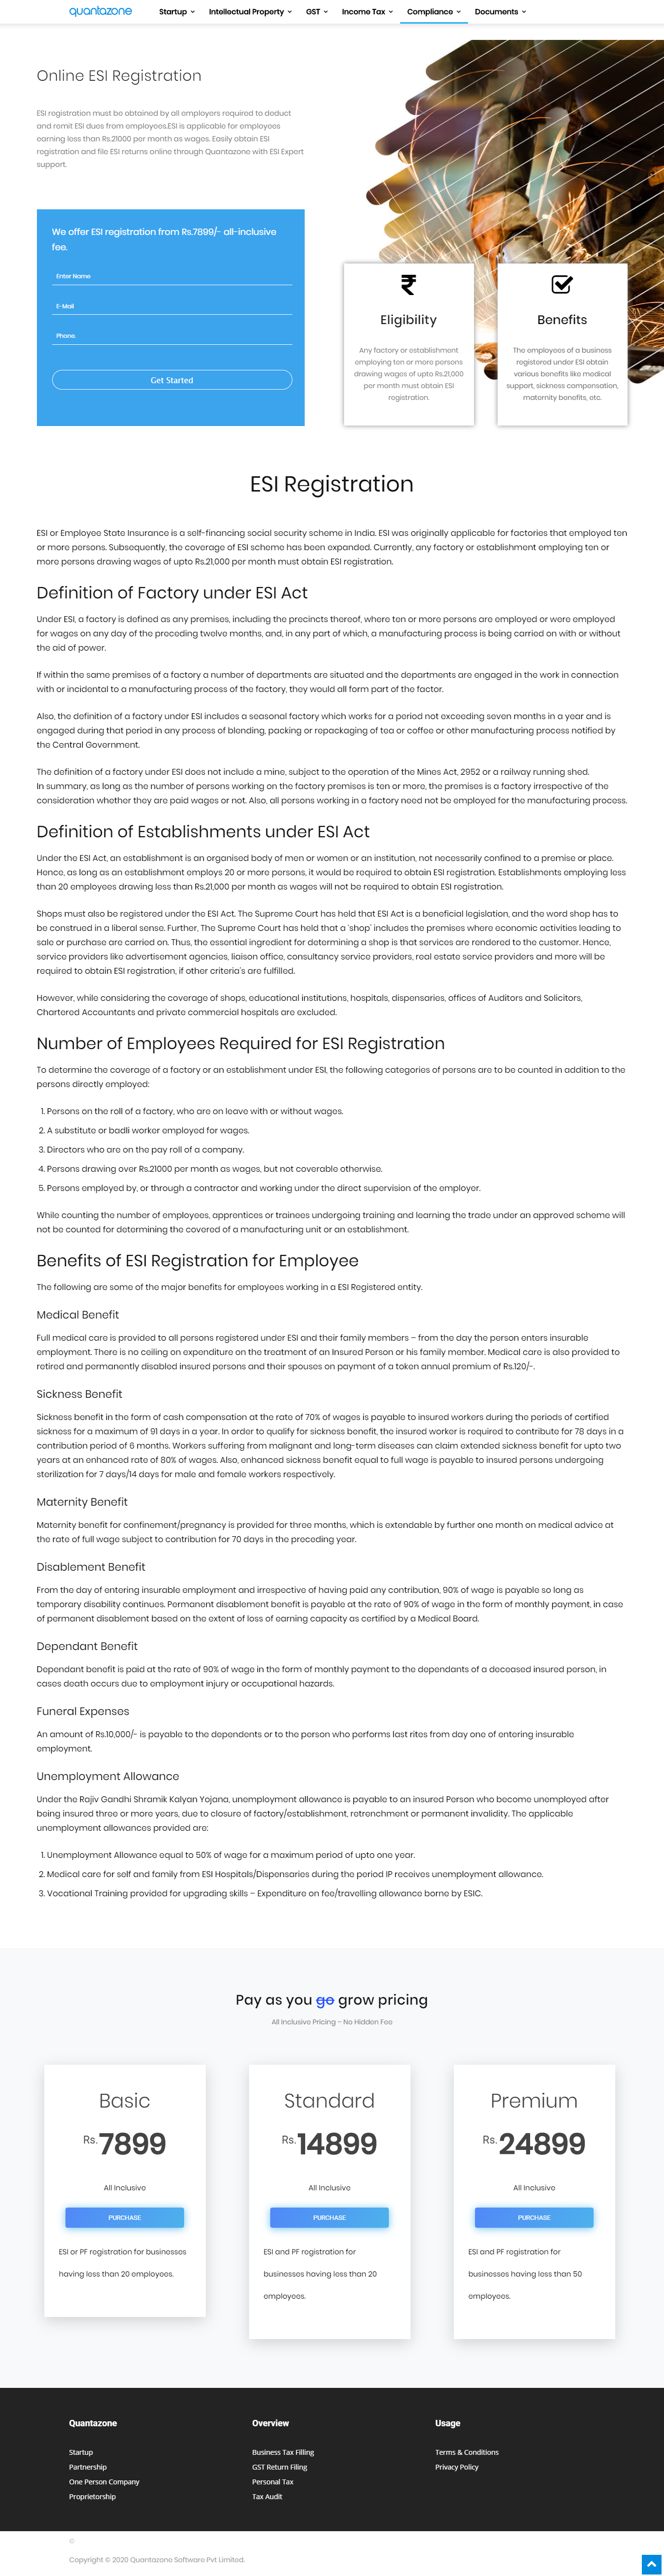 quantazone
Startup Intellectual Property GST Income Tax Compliance Documents
Online ESI Registration
ESI registration must be obtained by all employers required to deduct
and remit ESI dues from employees.ESI is applicable for employees
earning less than Rs.21000 per month as wages. Easily obtain ESI
registration and file ESI returns online through Quantazone with ESI Expert
support.
We offer ESI registration from Rs.7899/- all-inclusive
fee.
Enter Name
E-Mail
Phone.
Get Started
Eligibility
Any factory or establishment
employing ten or more persons
drawing wages of upto Rs.21,000
per month must obtain ESI
registration.
Benefits
The employees of a business
registered under ESI obtain
various benefits like medical
support, sickness compensation,
maternity benefits, etc.
ESI Registration
ESI or Employee State Insurance is a self-financing social security scheme in India. ESI was originally applicable for factories that employed ten
or more persons. Subsequently, the coverage of ESI scheme has been expanded. Currently, any factory or establishment employing ten or
more persons drawing wages of upto Rs.21,000 per month must obtain ESI registration.
Definition of Factory under ESI Act
Under ESI, a factory is defined as any premises, including the precincts thereof, where ten or more persons are employed or were employed
for wages on any day of the preceding twelve months, and, in any part of which, a manufacturing process is being carried on with or without
the aid of power.
If within the same premises of a factory a number of departments are situated and the departments are engaged in the work in connection
with or incidental to a manufacturing process of the factory, they would all form part of the factor.
Also, the definition of a factory under ESI includes a seasonal factory which works for a period not exceeding seven months in a year and is
engaged during that period in any process of blending, packing or repackaging of tea or coffee or other manufacturing process notified by
the Central Government.
The definition of a factory under ESI does not include a mine, subject to the operation of the Mines Act, 2952 or a railway running shed.
In summary, as long as the number of persons working on the factory premises is ten or more, the premises is a factory irrespective of the
consideration whether they are paid wages or not. Also, all persons working in a factory need not be employed for the manufacturing process.
Definition of Establishments under ESI Act
Under the ESI Act, an establishment is an organised body of men or women or an institution, not necessarily confined to a premise or place.
Hence, as long as an establishment employs 20 or more persons, it would be required to obtain ESI registration. Establishments employing less
than 20 employees drawing less than Rs.21,000 per month as wages will not be required to obtain ESI registration.
Shops must also be registered under the ESI Act. The Supreme Court has held that ESI Act is a beneficial legislation, and the word shop has to
be construed in a liberal sense. Further, The Supreme Court has held that a 'shop' includes the premises where economic activities leading to
sale or purchase are carried on. Thus, the essential ingredient for determining a shop is that services are rendered to the customer. Hence,
service providers like advertisement agencies, liaison office, consultancy service providers, real estate service providers and more will be
required to obtain ESI registration, if other criteria's are fulfilled.
However, while considering the coverage of shops, educational institutions, hospitals, dispensaries, offices of Auditors and Solicitors,
Chartered Accountants and private commercial hospitals are excluded.
Number of Employees Required for ESI Registration
To determine the coverage of a factory or an establishment under ESI, the following categories of persons are to be counted in addition to the
persons directly employed:
1. Persons on the roll of a factory, who are on leave with or without wages.
2. A substitute or badli worker employed for wages.
3. Directors who are on the pay roll of a company.
4. Persons drawing over Rs.21000 per month as wages, but not coverable otherwise.
5. Persons employed by, or through a contractor and working under the direct supervision of the employer.
While counting the number of employees, apprentices or trainees undergoing training and learning the trade under an approved scheme will
not be counted for determining the covered of a manufacturing unit or an establishment.
Benefits of ESI Registration for Employee
The following are some of the major benefits for employees working in a ESI Registered entity.
Medical Benefit
Full medical care is provided to all persons registered under ESI and their family members – from the day the person enters insurable
employment. There is no ceiling on expenditure on the treatment of an Insured Person or his family member. Medical care is also provided to
retired and permanently disabled insured persons and their spouses on payment of a token annual premium of Rs.120/-.
Sickness Benefit
Sickness benefit in the form of cash compensation at the rate of 70% of wages is payable to insured workers during the periods of certified
sickness for a maximum of 91 days in a year. In order to qualify for sickness benefit, the insured worker is required to contribute for 78 days in a
contribution period of 6 months. Workers suffering from malignant and long-term diseases can claim extended sickness benefit for upto two
years at an enhanced rate of 80% of wages. Also, enhanced sickness benefit equal to full wage is payable to insured persons undergoing
sterilization for 7 days/14 days for male and female workers respectively.
Maternity Benefit
Maternity benefit for confinement/pregnancy is provided for three months, which is extendable by further one month on medical advice at
the rate of full wage subject to contribution for 70 days in the preceding year.
Disablement Benefit
From the day of entering insurable employment and irrespective of having paid any contribution, 90% of wage is payable so long as
temporary disability continues. Permanent disablement benefit is payable at the rate of 90% of wage in the form of monthly payment, in case
of permanent disablement based on the extent of loss of earning capacity as certified by a Medical Board.
Dependant Benefit
Dependant benefit is paid at the rate of 90% of wage in the form of monthly payment to the dependants of a deceased insured person, in
cases death occurs due to employment injury or occupational hazards.
Funeral Expenses
An amount of Rs.10,000/- is payable to the dependents or to the person who performs last rites from day one of entering insurable
employment.
Unemployment Allowance
Under the Rajiv Gandhi Shramik Kalyan Yojana, unemployment allowance is payable to an insured Person who become unemployed after
being insured three or more years, due to closure of factory/establishment, retrenchment or permanent invalidity. The applicable
unemployment allowances provided are:
1. Unemployment Allowance equal to 50% of wage for a maximum period of upto one year.
2. Medical care for self and family from ESI Hospitals/Dispensaries during the period IP receives unemployment allowance.
3. Vocational Training provided for upgrading skills – Expenditure on fee/travelling allowance borne by ESIC.
Pay as you go grow pricing
All Inclusive Pricing – No Hidden Fee
Basic
Rs.7899
All Inclusive
PURCHASE
ESI or PF registration for businesses
having less than 20 employees.
Standard
Rs.14899
All Inclusive
PURCHASE
ESI and PF registration for
businesses having less than 20
employees.
Premium
Rs.24899
All Inclusive
PURCHASE
ESI and PF registration for
businesses having less than 50
employees.
Quantazone
Startup
Partnership
One Person Company
Proprietorship
Overview
Business Tax Filling
GST Return Filing
Personal Tax
Tax Audit
Usage
Terms & Conditions
Privacy Policy
©
Copyright © 2020 Quantazone Software Pvt Limited.